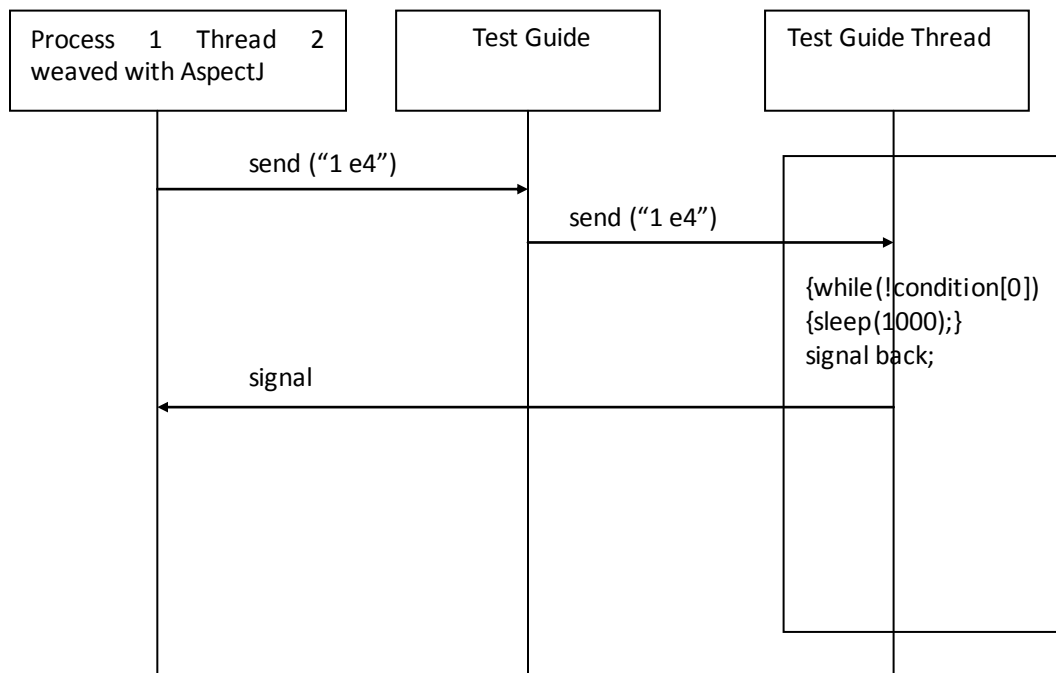 Process 1 Thread 2
weaved with AspectJ
Test Guide
Test Guide Thread
send (“1 e4”)
send (“1 e4”)
{while(!condition[0])
{sleep(1000);}
signal back;
signal